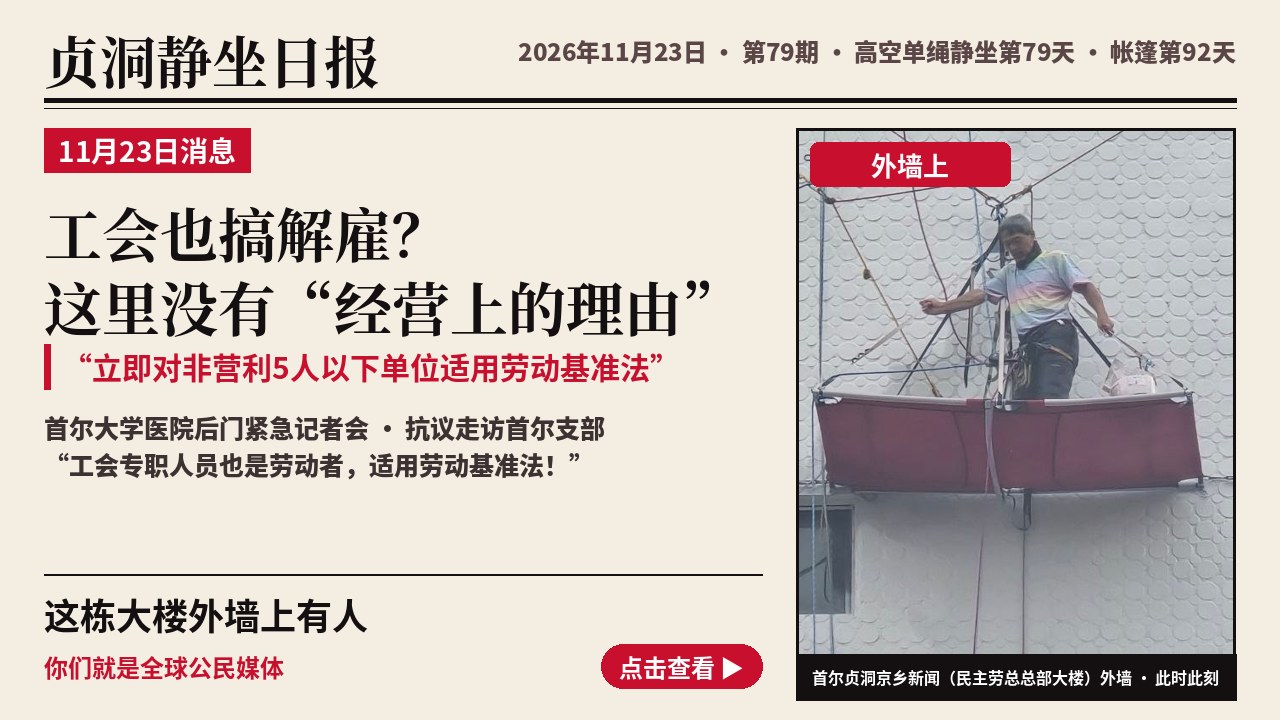 贞洞静坐日报
2026年11月23日 · 第79期 · 高空单绳静坐第79天 · 帐篷第92天
11月23日消息
工会也搞解雇？
这里没有“经营上的理由”
“立即对非营利5人以下单位适用劳动基准法”
首尔大学医院后门紧急记者会 · 抗议走访首尔支部
“工会专职人员也是劳动者，适用劳动基准法！”
这栋大楼外墙上有人
你们就是全球公民媒体
点击查看 ▶
外墙上
首尔贞洞京乡新闻（民主劳总总部大楼）外墙 · 此时此刻